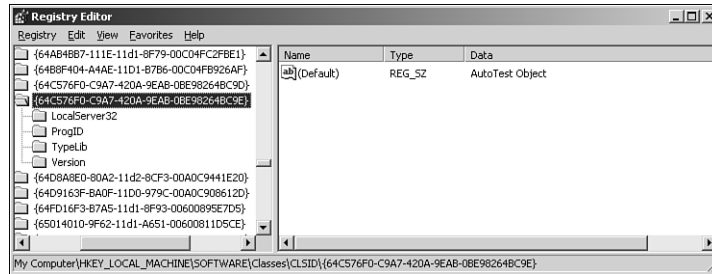 Registry Editor
Registry Edit View Favorites Help
{64AB4BB7-111E-11d1-8F79-00C04FC2FBE1}
{64B8F404-A4AE-11D1-B7B6-00C04FB926AF}
{64C576F0-C9A7-420A-9EAB-0BE98264BC9D}
{64C576F0-C9A7-420A-9EAB-0BE98264BC9E}
LocalServer32
ProgID
TypeLib
Version
{64D8A8E0-80A2-11d2-8CF3-00A0C9441E20}
{64D9163F-BA0F-11D0-979C-00A0C908612D}
{64FD16F3-B7A5-11d1-8F93-00600895E7D5}
{65014010-9F62-11d1-A651-00600811D5CE}
Name Type Data
ab (Default) REG_SZ AutoTest Object
My Computer\HKEY_LOCAL_MACHINE\SOFTWARE\Classes\CLSID\{64C576F0-C9A7-420A-9EAB-0BE98264BC9E}